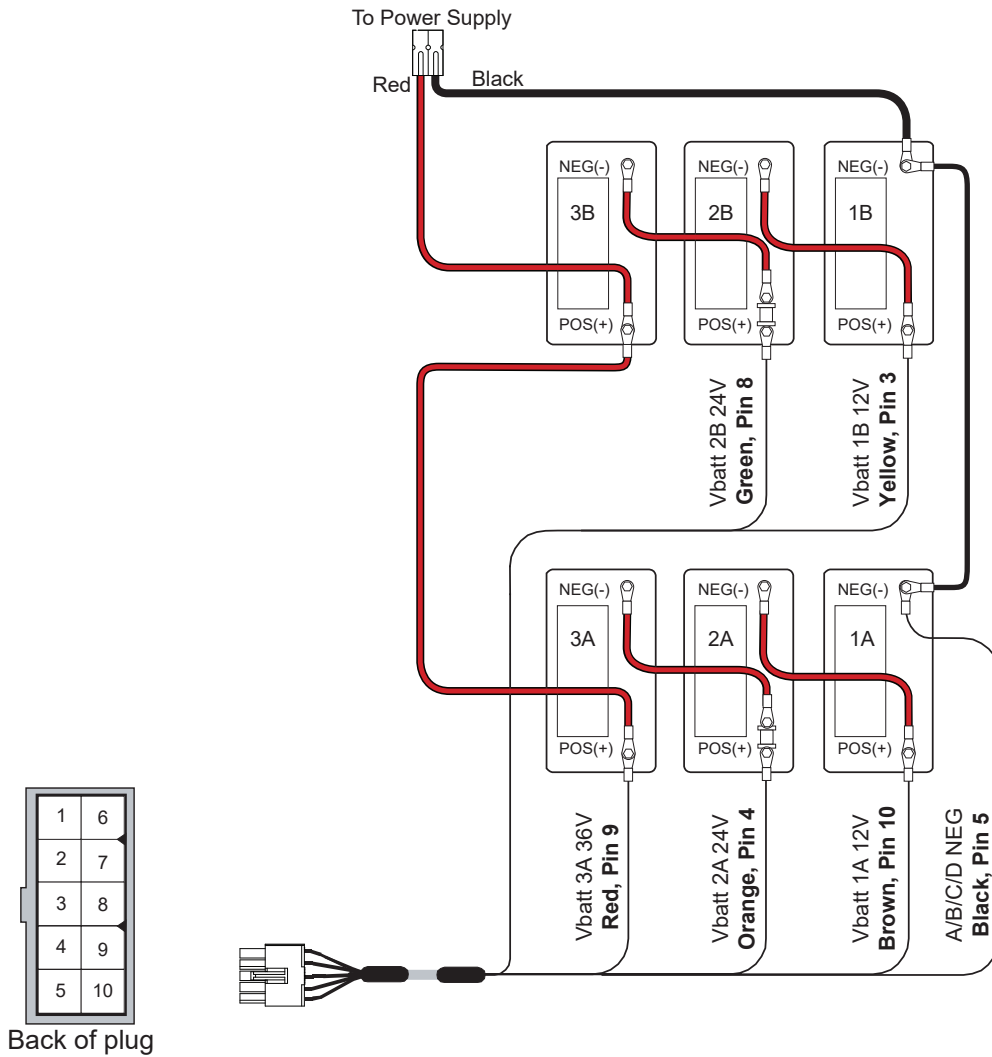 To Power Supply
Red
Black
NEG(-)
NEG(-)
NEG(-)
3B
2B
1B
POS(+)
POS(+)
POS(+)
Vbatt 2B 24V
Green, Pin 8
Vbatt 1B 12V
Yellow, Pin 3
NEG(-)
NEG(-)
NEG(-)
3A
2A
1A
POS(+)
POS(+)
POS(+)
Vbatt 3A 36V
Red, Pin 9
Vbatt 2A 24V
Orange, Pin 4
Vbatt 1A 12V
Brown, Pin 10
A/B/C/D NEG
Black, Pin 5
1 6
2 7
3 8
4 9
5 10
Back of plug